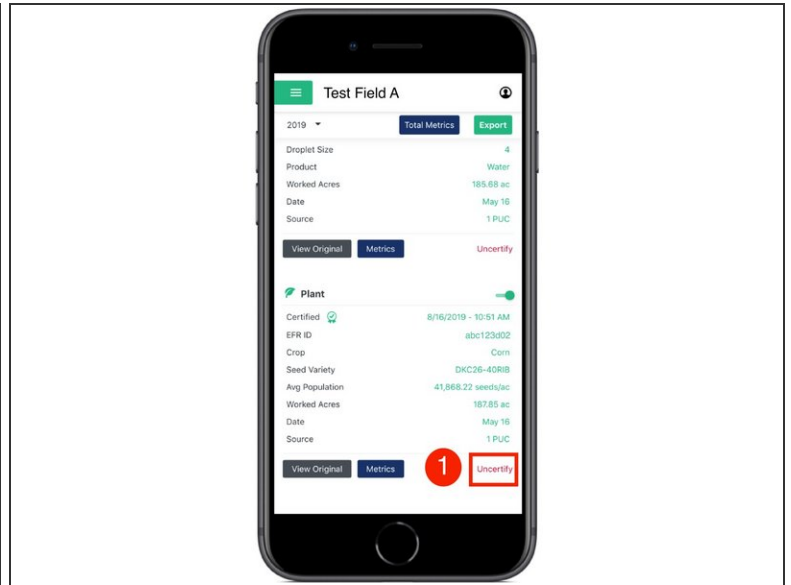 Test Field A
2019 Total Metrics Export
Droplet Size 4
Product Water
Worked Acres 185.68 ac
Date May 16
Source 1 PUC
View Original Metrics Uncertify
Plant
Certified 8/16/2019 - 10:51 AM
EFR ID abc123d02
Crop Corn
Seed Variety DKC26-40RIB
Avg Population 41,868.22 seeds/ac
Worked Acres 187.85 ac
Date May 16
Source 1 PUC
View Original Metrics 1 Uncertify